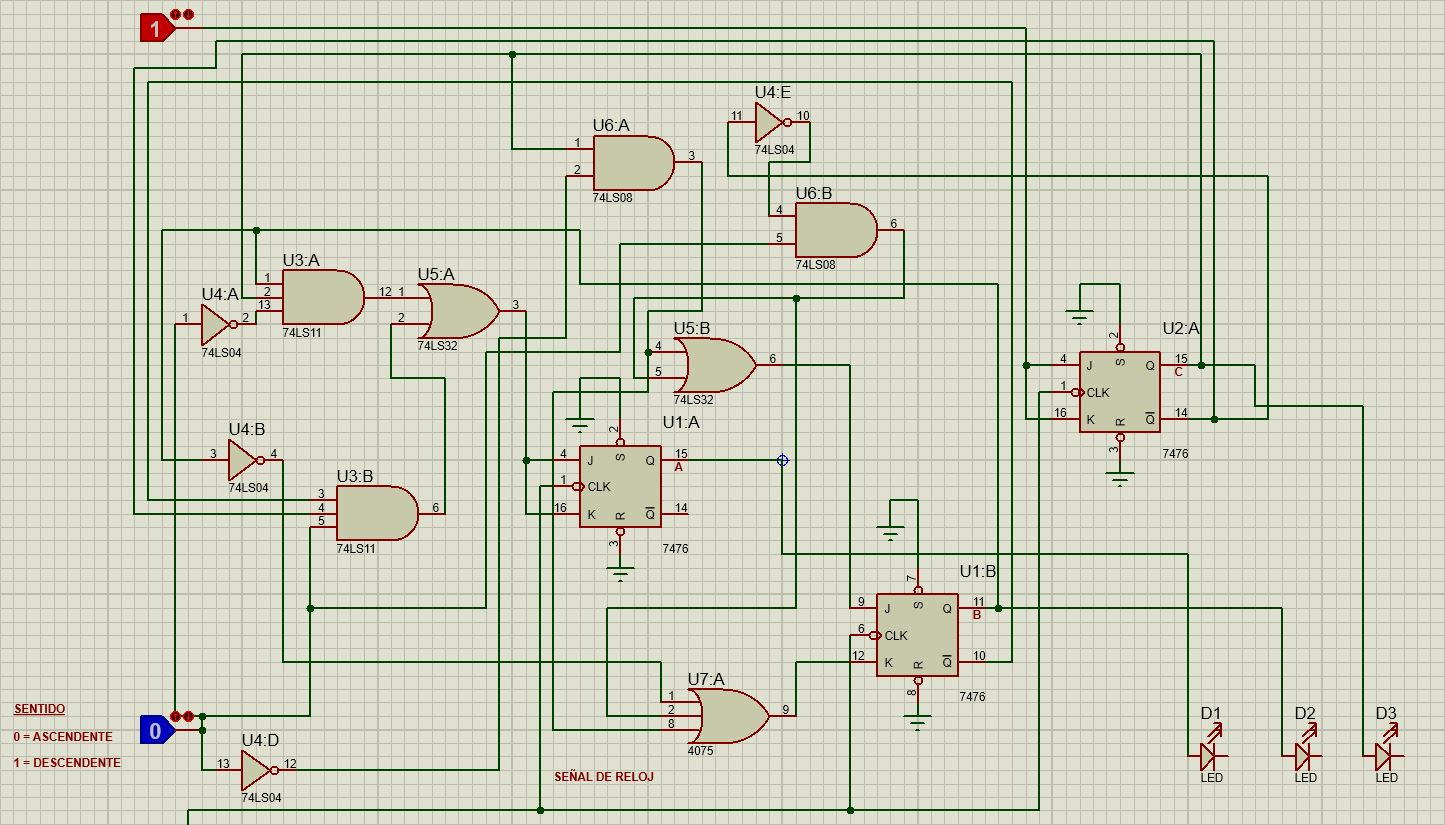 1
U4:E
11 10
74LS04
U6:A
1
2
3
74LS08
U6:B
4
5
6
74LS08
U3:A
1
2
13
12
74LS11
U4:A
1 2
74LS04
U5:A
1
2
3
74LS32
U5:B
4
5
6
74LS32
U2:A
2
4 J S Q 15
C
1 CLK
16 K R Q 14
3
7476
U1:A
2
4 J S Q 15
A
1 CLK
16 K R Q 14
3
7476
U4:B
3 4
74LS04
U3:B
3
4
5
6
74LS11
U1:B
7
9 J S Q 11
B
6 CLK
12 K R Q 10
8
7476
U7:A
1
2
8
9
4075
SENTIDO
0 = ASCENDENTE
1 = DESCENDENTE
0
U4:D
13 12
74LS04
SEÑAL DE RELOJ
D1
LED
D2
LED
D3
LED